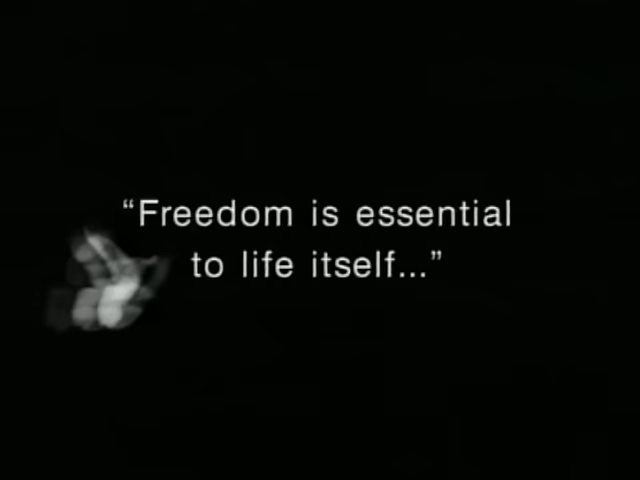 “Freedom is essential
to life itself...”